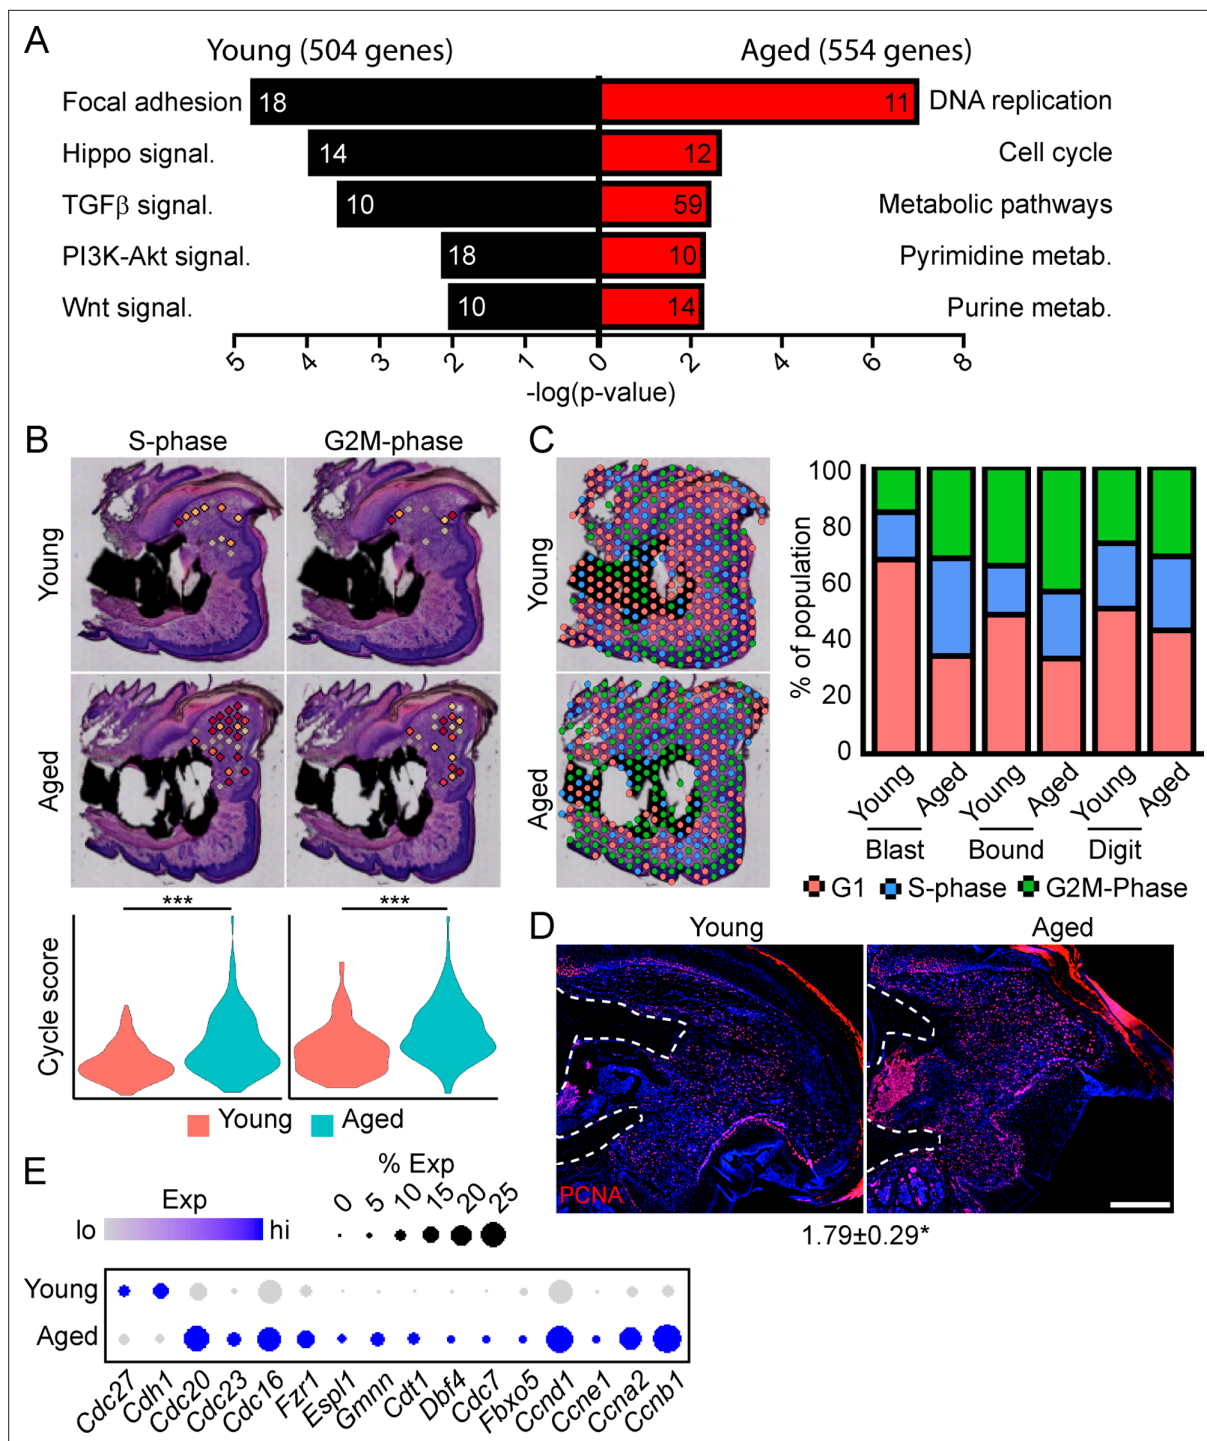 A
Young (504 genes) Aged (554 genes)
Focal adhesion 18 11 DNA replication
Hippo signal. 14 12 Cell cycle
TGFβ signal. 10 59 Metabolic pathways
PI3K-Akt signal. 18 10 Pyrimidine metab.
Wnt signal. 10 14 Purine metab.
5 4 3 2 1 0 2 4 6 8
-log(p-value)
B
S-phase G2M-phase
Young
Aged
Cycle score
*** ***
Young Aged
C
Young
Aged
% of population
100
80
60
40
20
0
Young Aged Young Aged Young Aged
Blast Bound Digit
G1 S-phase G2M-Phase
D
Young Aged
PCNA
1.79±0.29*
E
Exp
lo hi
% Exp
0 5 10 15 20 25
Young
Aged
Cdc27 Cdh1 Cdc20 Cdc23 Cdc16 Fzr1 Espl1 Gmnn Cdt1 Dbf4 Cdc7 Fbxo5 Ccnd1 Ccne1 Ccna2 Ccnb1